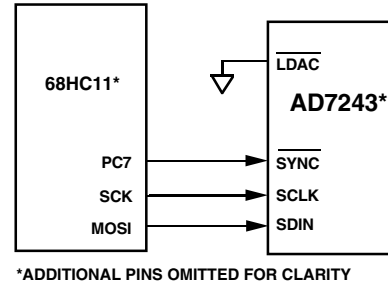 68HC11*
LDAC
AD7243*
PC7
SYNC
SCK
SCLK
MOSI
SDIN
*ADDITIONAL PINS OMITTED FOR CLARITY